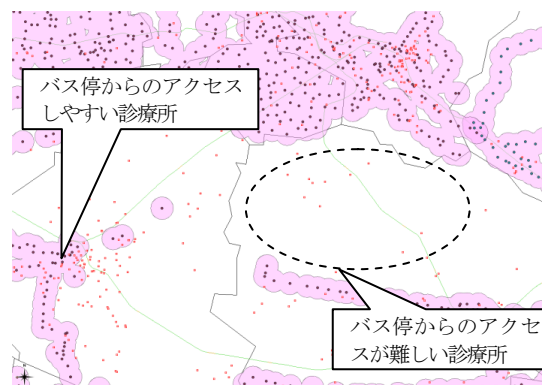 バス停からのアクセス
しやすい診療所
バス停からのアクセ
スが難しい診療所